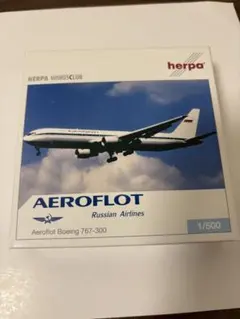 HERPA WINGSCLUB
herpa
AEROFLOT
Russian Airlines
Aeroflot Boeing 767-300
1/500